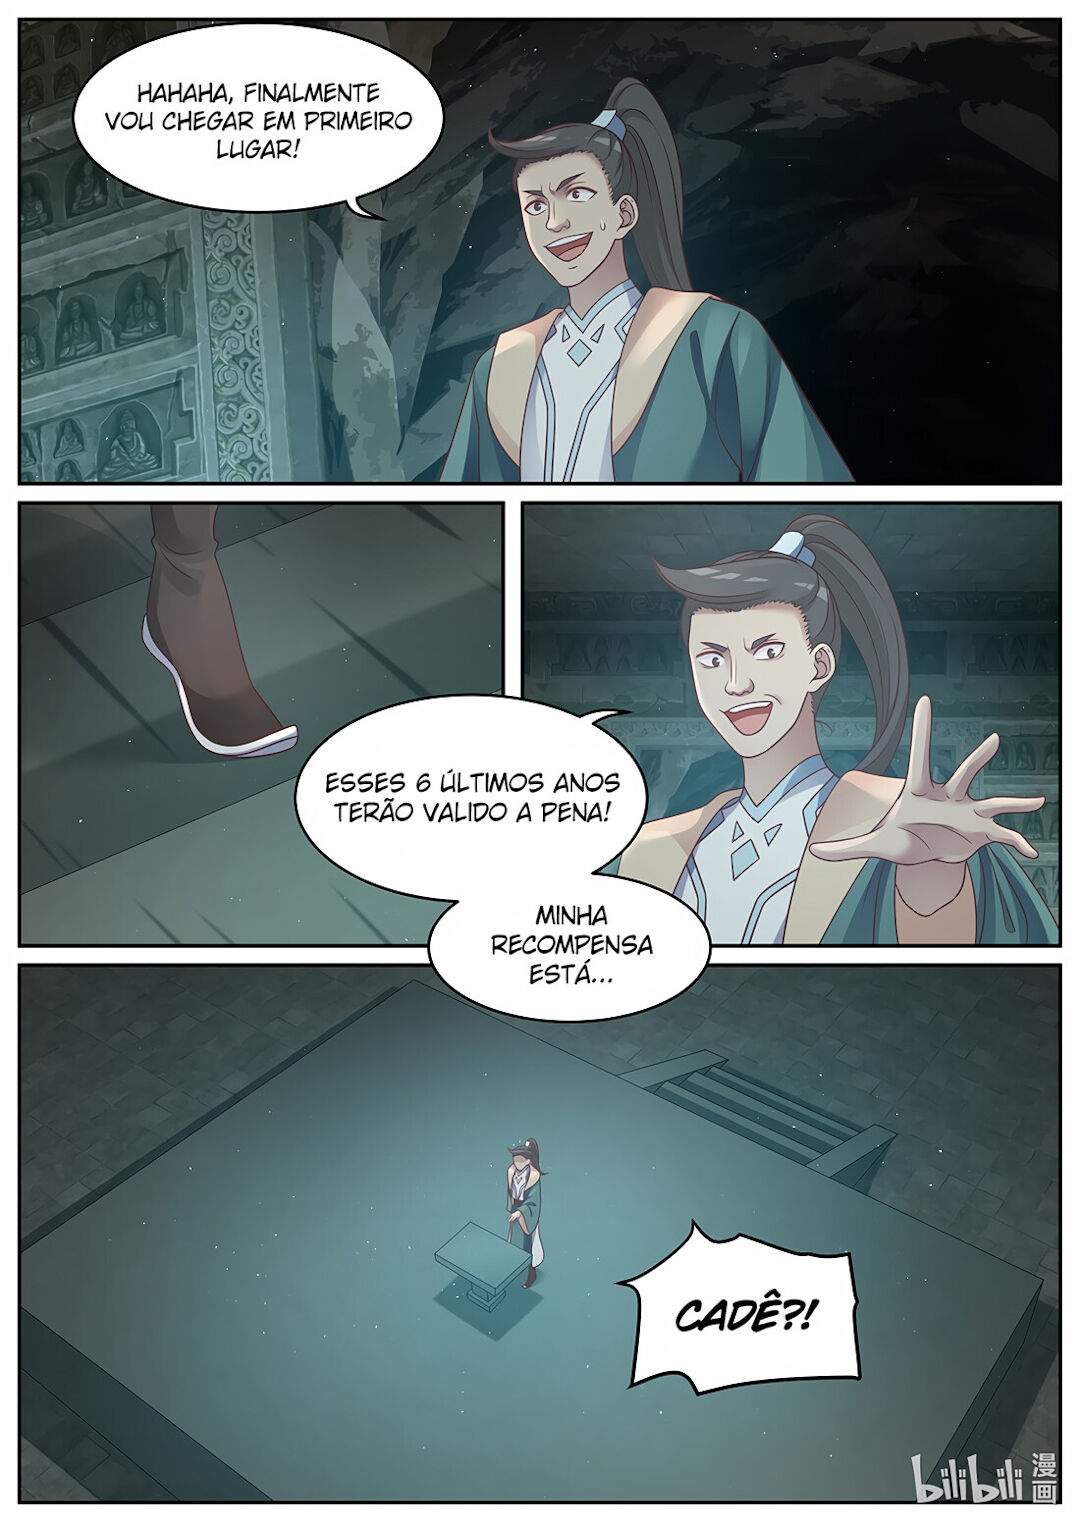 HAHAHA, FINALMENTE
VOU CHEGAR EM PRIMEIRO
LUGAR!
ESSES 6 ÚLTIMOS ANOS
TERÃO VALIDO A PENA!
MINHA
RECOMPENSA
ESTÁ...
CADÊ?!
bilibili 漫画